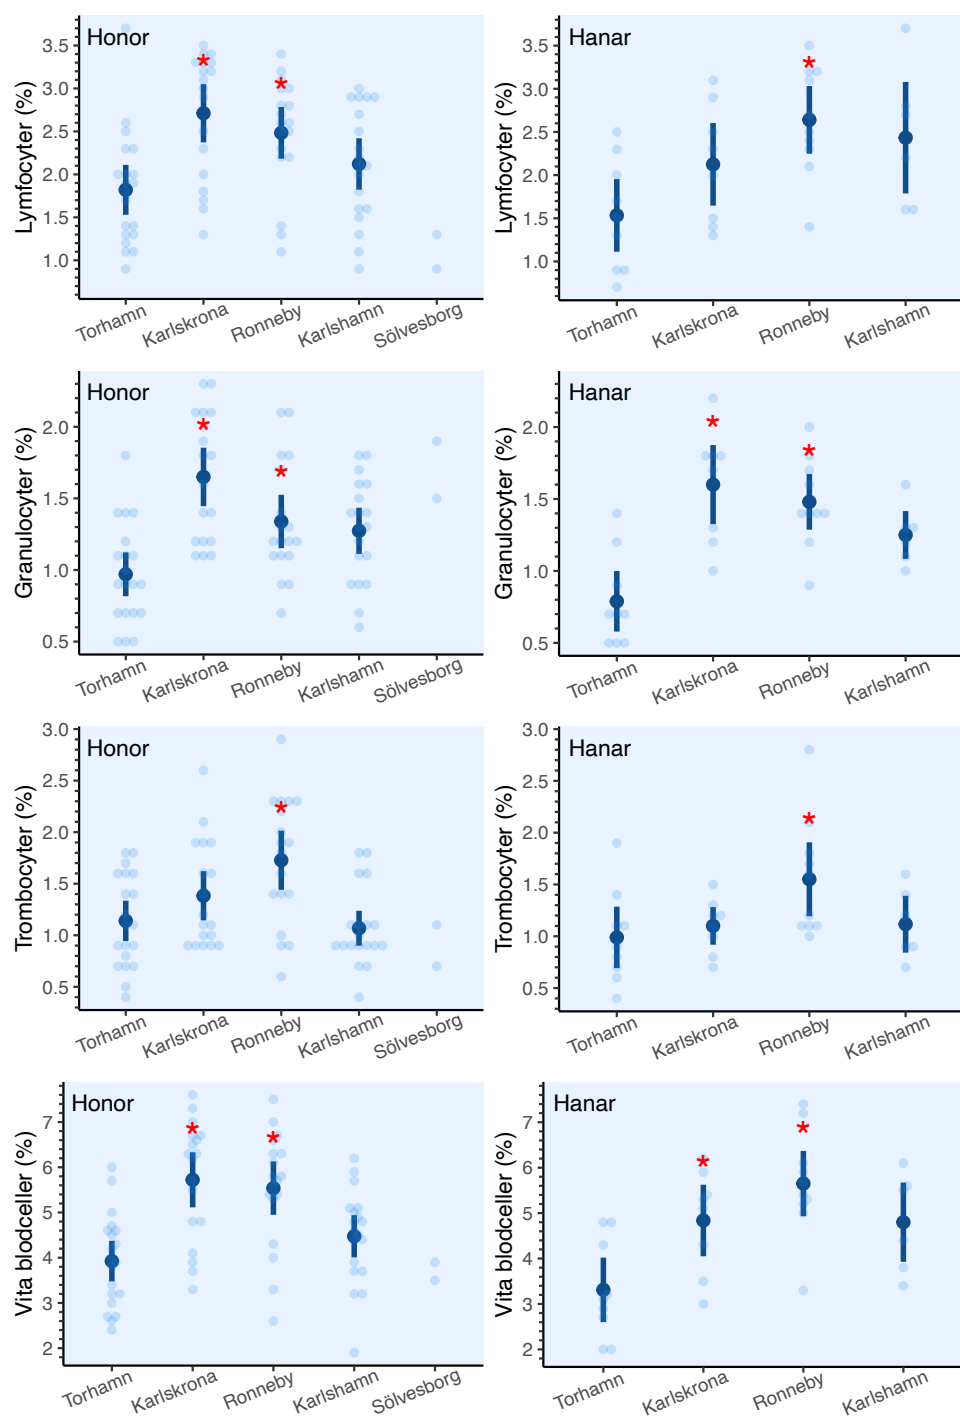 Honor
Lymfocyter (%)
3.5
3.0
2.5
2.0
1.5
1.0
Torhamn
Karlskrona
Ronneby
Karlshamn
Sölvesborg
Hanar
Lymfocyter (%)
3.5
3.0
2.5
2.0
1.5
1.0
Torhamn
Karlskrona
Ronneby
Karlshamn
Honor
Granulocyter (%)
2.0
1.5
1.0
0.5
Torhamn
Karlskrona
Ronneby
Karlshamn
Sölvesborg
Hanar
Granulocyter (%)
2.0
1.5
1.0
0.5
Torhamn
Karlskrona
Ronneby
Karlshamn
Honor
Trombocyter (%)
3.0
2.5
2.0
1.5
1.0
0.5
Torhamn
Karlskrona
Ronneby
Karlshamn
Sölvesborg
Hanar
Trombocyter (%)
3.0
2.5
2.0
1.5
1.0
0.5
Torhamn
Karlskrona
Ronneby
Karlshamn
Honor
Vita blodceller (%)
7
6
5
4
3
2
Torhamn
Karlskrona
Ronneby
Karlshamn
Sölvesborg
Hanar
Vita blodceller (%)
7
6
5
4
3
2
Torhamn
Karlskrona
Ronneby
Karlshamn